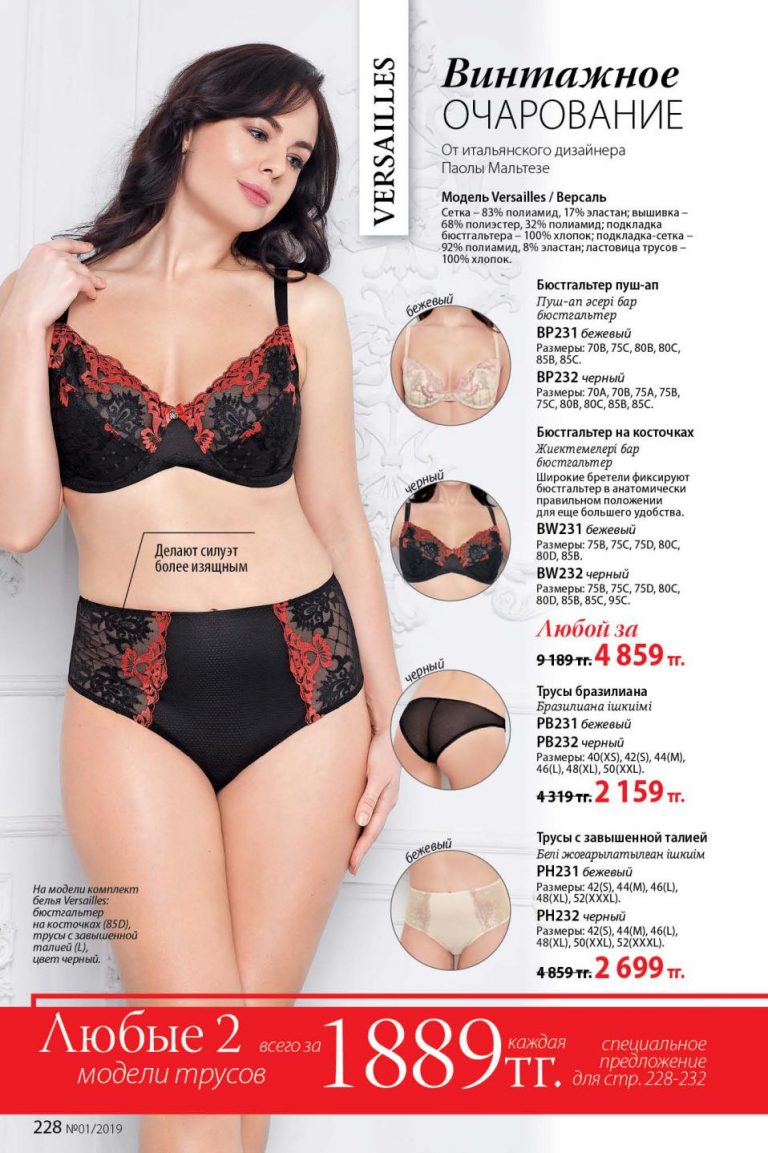 VERSAILLES
Винтажное
ОЧАРОВАНИЕ
От итальянского дизайнера
Паолы Мальтезе
Модель Versailles / Версаль
Сетка – 83% полиамид, 17% эластан; вышивка –
68% полиэстер, 32% полиамид; подкладка
бюстгальтера – 100% хлопок; подкладка-сетка –
92% полиамид, 8% эластан; ластовица трусов –
100% хлопок.
бежевый
Бюстгальтер пуш-ап
Пуш-ап әсері бар
бюстгальтер
BP231 бежевый
Размеры: 70B, 75C, 80B, 80C,
85B, 85C.
BP232 черный
Размеры: 70A, 70B, 75A, 75B,
75C, 80B, 80C, 85B, 85C.
черный
Бюстгальтер на косточках
Жиектемелері бар
бюстгальтер
Широкие бретели фиксируют
бюстгальтер в анатомически
правильном положении
для еще большего удобства.
BW231 бежевый
Размеры: 75B, 75C, 75D, 80C,
80D, 85B.
BW232 черный
Размеры: 75B, 75C, 75D, 80C,
80D, 85B, 85C, 95C.
Любой за
9 189 тг. 4 859 тг.
Делают силуэт
более изящным
черный
Трусы бразилиана
Бразилиана ішкиімі
PB231 бежевый
PB232 черный
Размеры: 40(XS), 42(S), 44(M),
46(L), 48(XL), 50(XXL).
4 319 тг. 2 159 тг.
бежевый
Трусы с завышенной талией
Белі жоғарылатылған ішкиім
PH231 бежевый
Размеры: 42(S), 44(M), 46(L),
48(XL), 52(XXXL).
PH232 черный
Размеры: 42(S), 44(M), 46(L),
48(XL), 50(XXL), 52(XXXL).
4 859 тг. 2 699 тг.
На модели комплект
белья Versailles:
бюстгальтер
на косточках (85D),
трусы с завышенной
талией (L),
цвет черный.
Любые 2
модели трусов
всего за
1889 тг.
каждая
специальное
предложение
для стр. 228-232
228 №01/2019